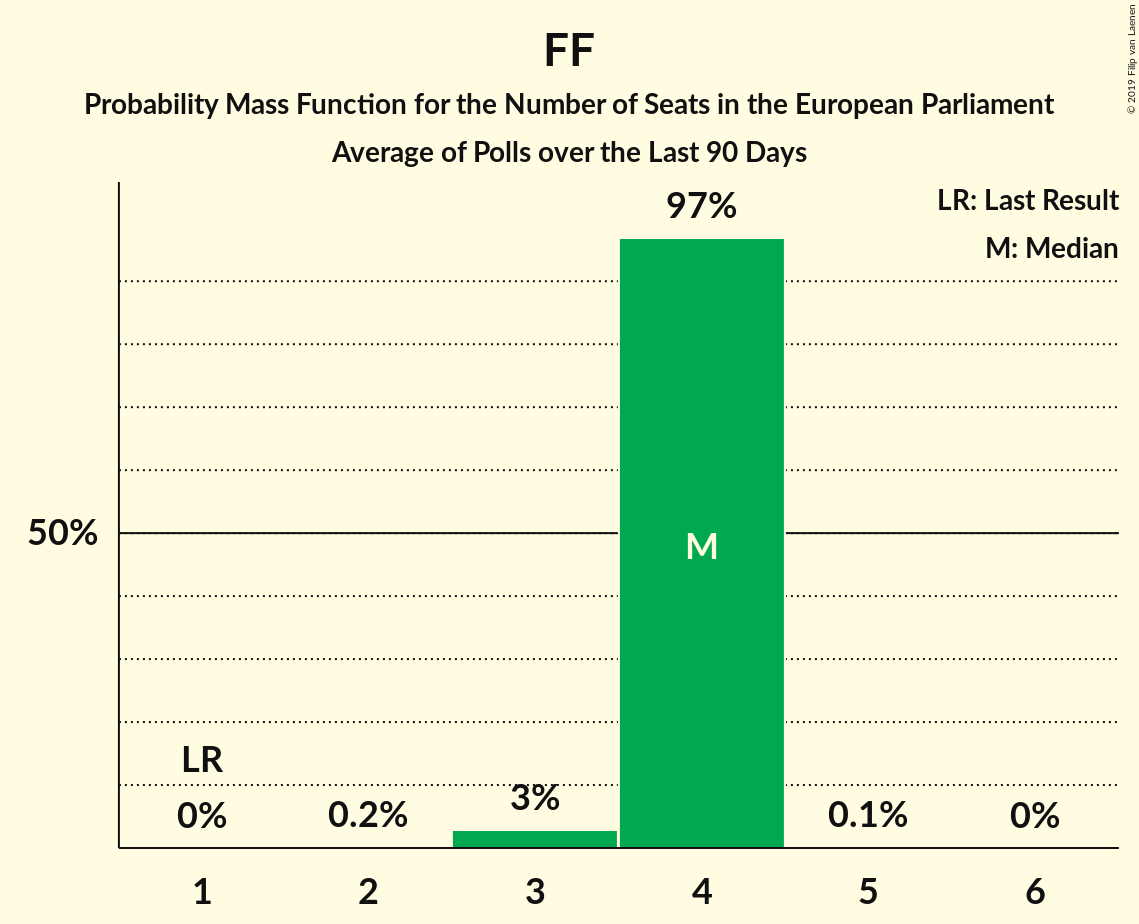 FF
Probability Mass Function for the Number of Seats in the European Parliament
Average of Polls over the Last 90 Days
© 2019 Filip van Laenen
LR: Last Result
M: Median
97%
50%
M
LR
0%
0.2%
3%
0.1%
0%
1 2 3 4 5 6